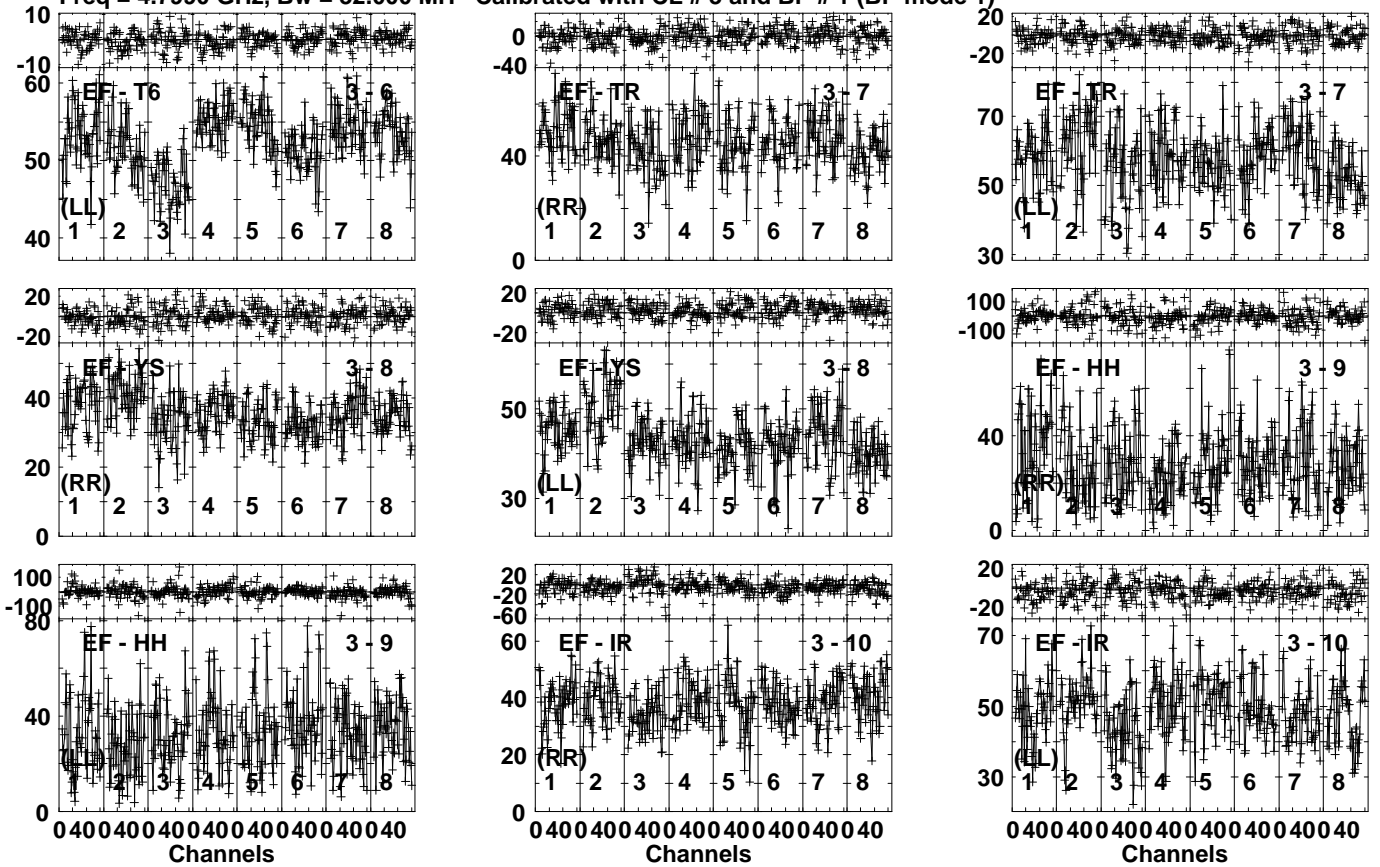 Calibrated with CL # and BP # 1 (BP mode 1)
10
-10
EF - T6 3 - 6
60
50
40
(LL)
1 2 3 4 5 6 7 8
0
-40
EF - TR 3 - 7
40
0
(RR)
1 2 3 4 5 6 7 8
20
-20
EF - TR 3 - 7
70
50
30
(LL)
1 2 3 4 5 6 7 8
20
-20
EF - YS 3 - 8
40
20
0
(RR)
1 2 3 4 5 6 7 8
20
-20
EF - YS 3 - 8
50
30
(LL)
1 2 3 4 5 6 7 8
100
-100
EF - HH 3 - 9
40
0
(RR)
1 2 3 4 5 6 7 8
100
-100
80
EF - HH 3 - 9
40
0
(LL)
1 2 3 4 5 6 7 8
20
-20
-60
EF - IR 3 - 10
60
40
20
0
(RR)
1 2 3 4 5 6 7 8
20
-20
EF - IR 3 - 10
70
50
30
(LL)
1 2 3 4 5 6 7 8
0 40 0 40 0 40 0 40 0 40 0 40 0 40 0 40
Channels
0 40 0 40 0 40 0 40 0 40 0 40 0 40 0 40
Channels
0 40 0 40 0 40 0 40 0 40 0 40 0 40 0 40
Channels